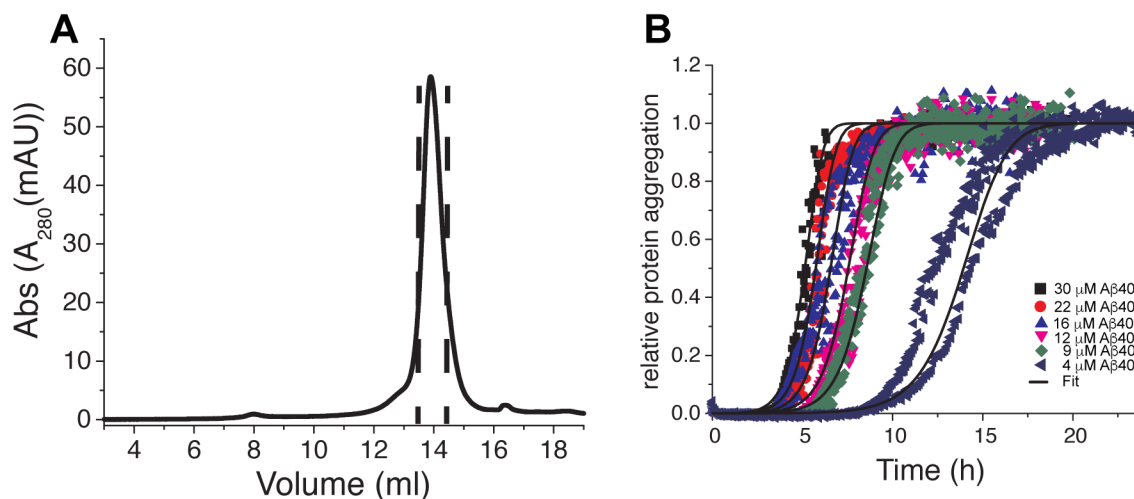 A
Abs (A280(mAU))
60
50
40
30
20
10
0
4 6 8 10 12 14 16 18
Volume (ml)
B
relative protein aggregation
1.2
1.0
0.8
0.6
0.4
0.2
0.0
0 5 10 15 20
Time (h)
30 μM Aβ40
22 μM Aβ40
16 μM Aβ40
12 μM Aβ40
9 μM Aβ40
4 μM Aβ40
Fit